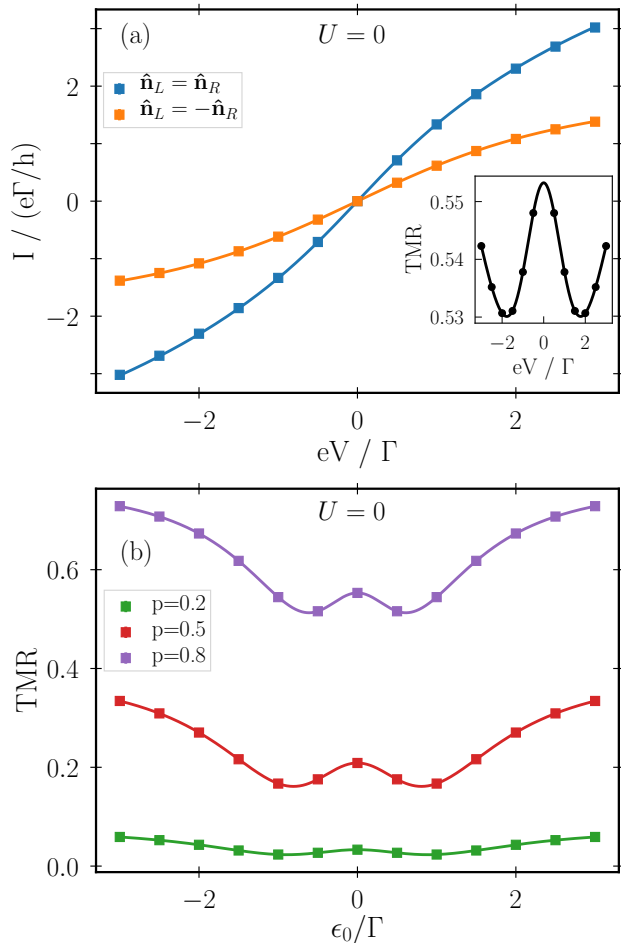 (a)
U = 0
n̂_L = n̂_R
n̂_L = −n̂_R
I / (eΓ/h)
2
0
−2
−2
0
2
eV / Γ
TMR
0.55
0.54
0.53
−2
0
2
eV / Γ
U = 0
(b)
p=0.2
p=0.5
p=0.8
TMR
0.6
0.4
0.2
0.0
−2
0
2
ϵ₀/Γ